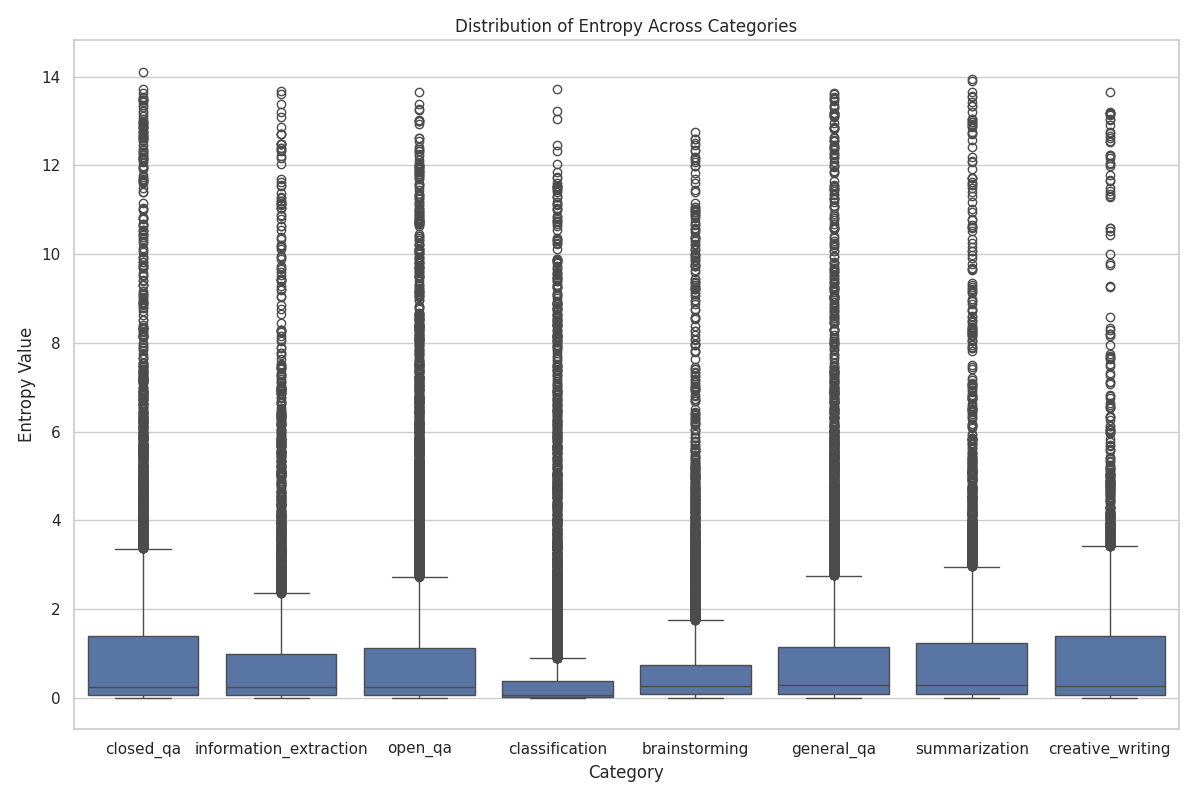 Distribution of Entropy Across Categories
14
12
10
8
6
4
2
0
Entropy Value
closed_qa information_extraction open_qa classification brainstorming general_qa summarization creative_writing
Category